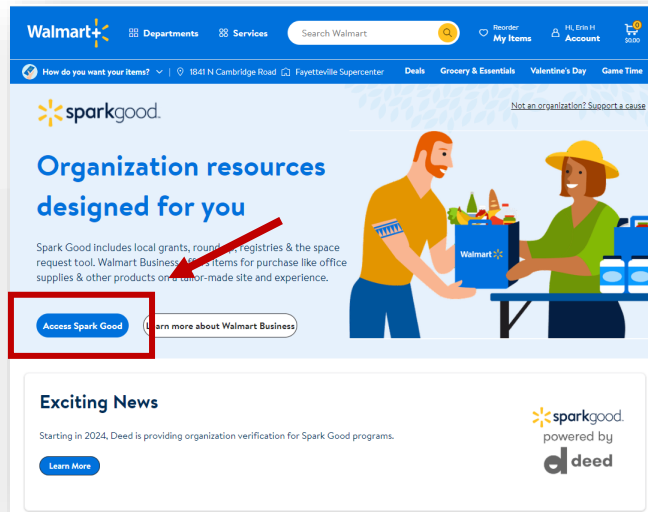 Walmart+
Departments
Services
Search Walmart
Reorder
My Items
Hi, Erin H
Account
0
$0.00
How do you want your items?
1841 N Cambridge Road
Fayetteville Supercenter
Deals
Grocery & Essentials
Valentine's Day
Game Time
sparkgood.
Not an organization? Support a cause
Organization resources
designed for you
Spark Good includes local grants, round up, registries & the space
request tool. Walmart Business offers items for purchase like office
supplies & other products on a tailor-made site and experience.
Walmart
Access Spark Good
Learn more about Walmart Business
Exciting News
Starting in 2024, Deed is providing organization verification for Spark Good programs.
Learn More
sparkgood.
powered by
deed